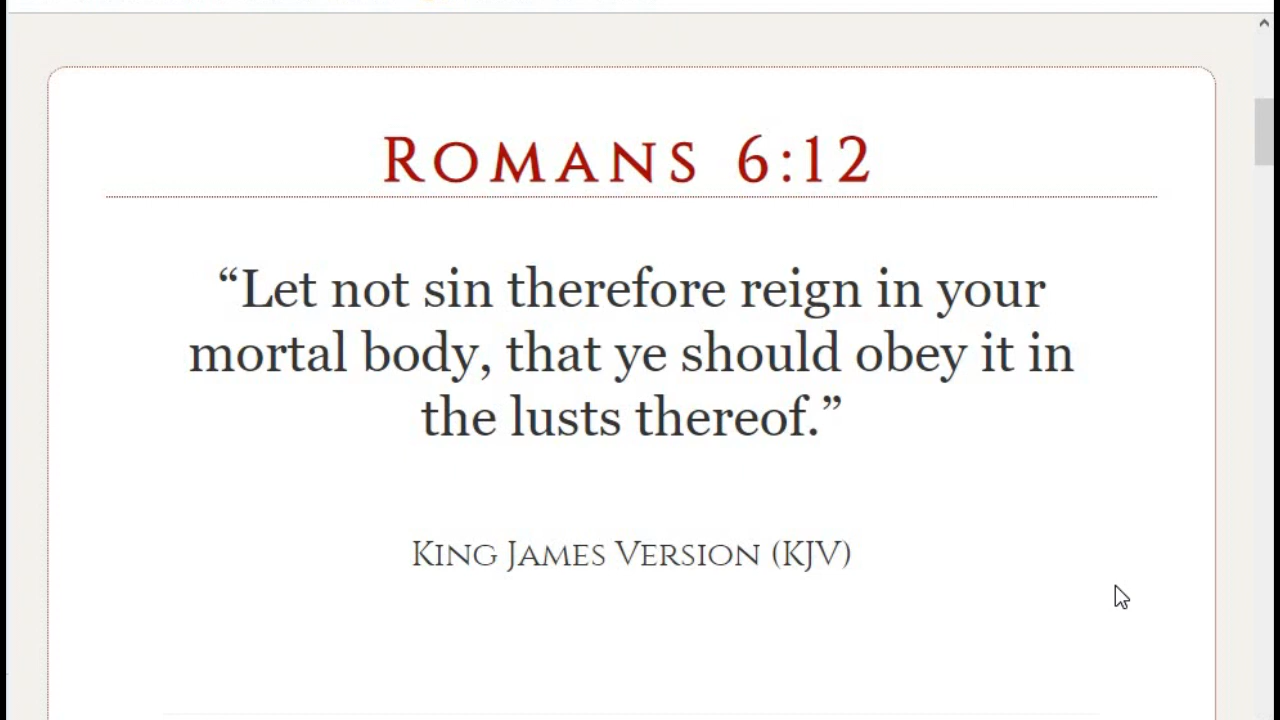 Romans 6:12
“Let not sin therefore reign in your
mortal body, that ye should obey it in
the lusts thereof.”
King James Version (KJV)